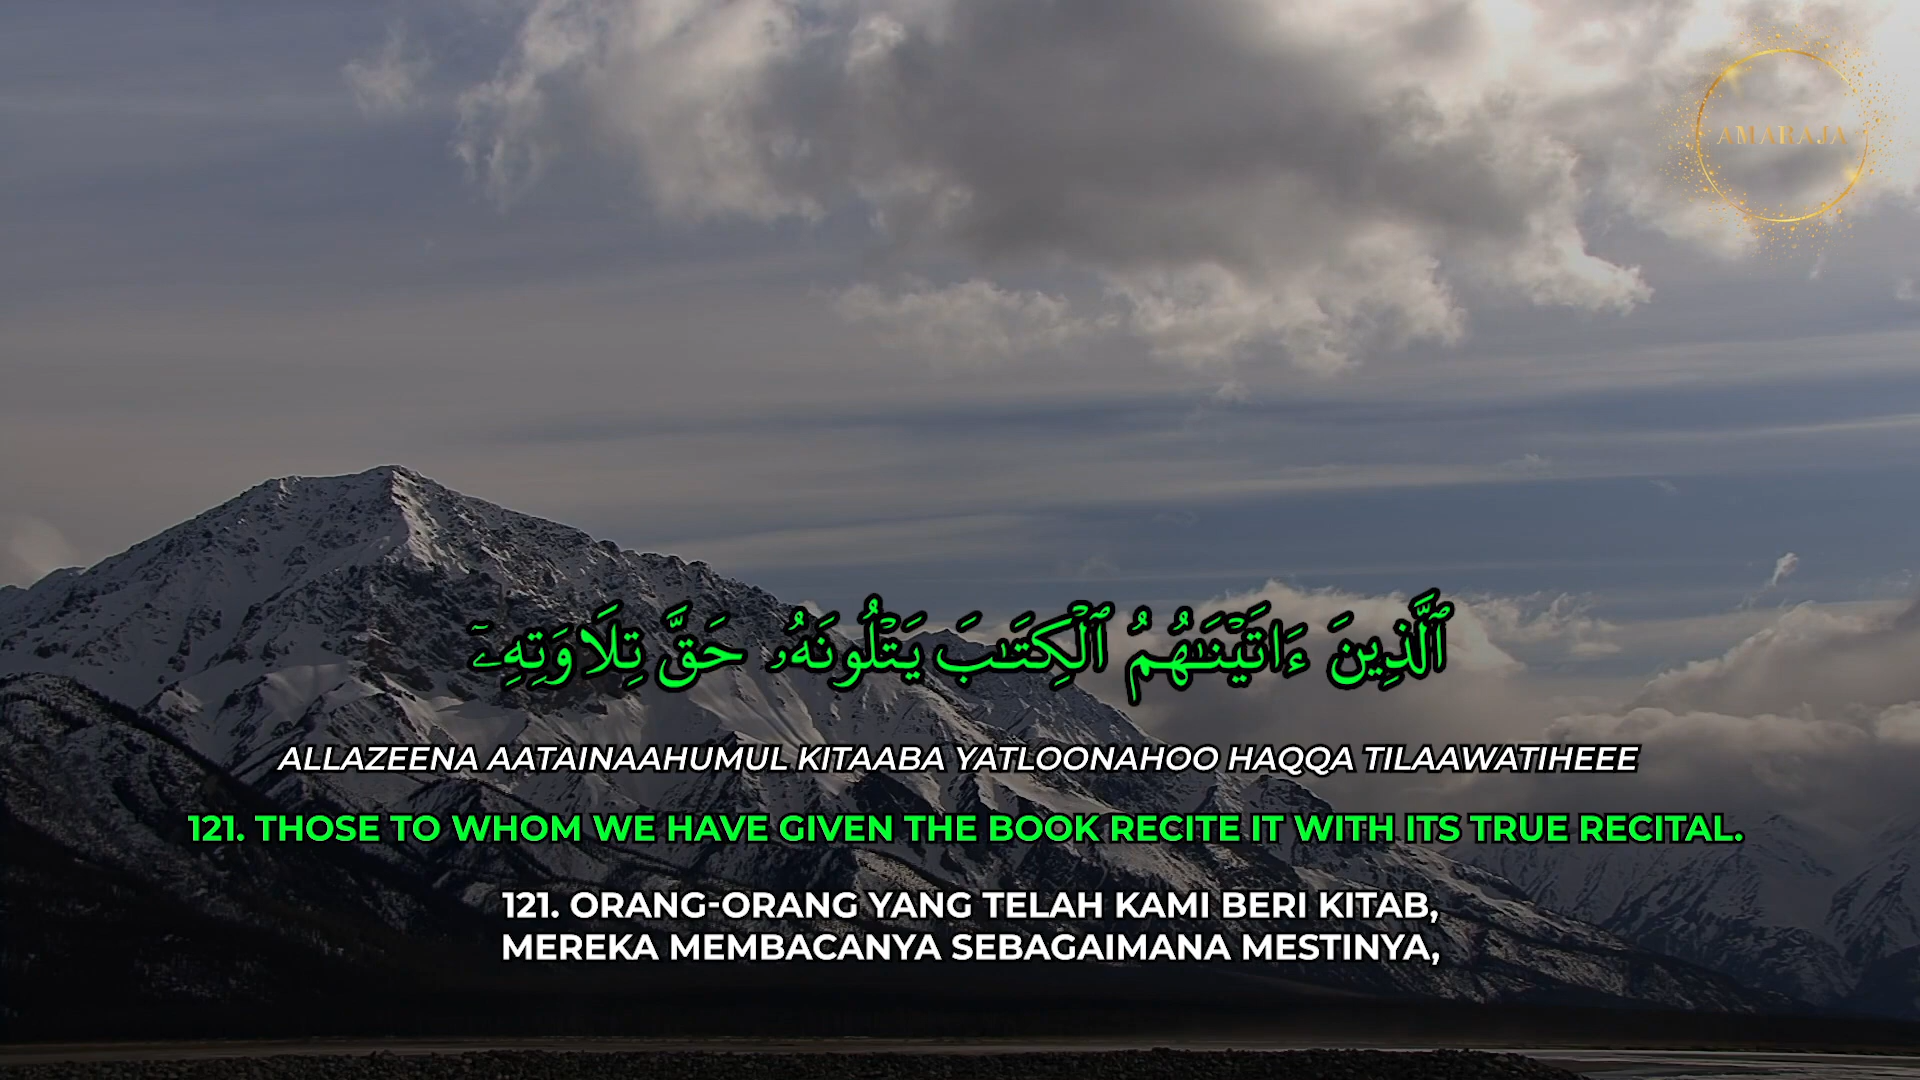 AMARAJA
ٱلَّذِينَ ءَاتَيْنَـٰهُمُ ٱلْكِتَـٰبَ يَتْلُونَهُۥ حَقَّ تِلَاوَتِهِۦٓ
ALLAZEENA AATAINAAHUMUL KITAABA YATLOONAHOO HAQQA TILAAWATIHEEE
121. THOSE TO WHOM WE HAVE GIVEN THE BOOK RECITE IT WITH ITS TRUE RECITAL.
121. ORANG-ORANG YANG TELAH KAMI BERI KITAB,
MEREKA MEMBACANYA SEBAGAIMANA MESTINYA,